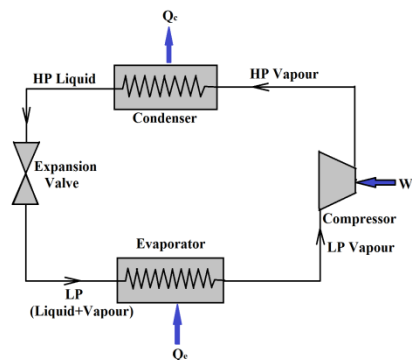 Qc
HP Liquid
HP Vapour
Condenser
Expansion
Valve
W
Compressor
Evaporator
LP Vapour
LP
(Liquid+Vapour)
Qe